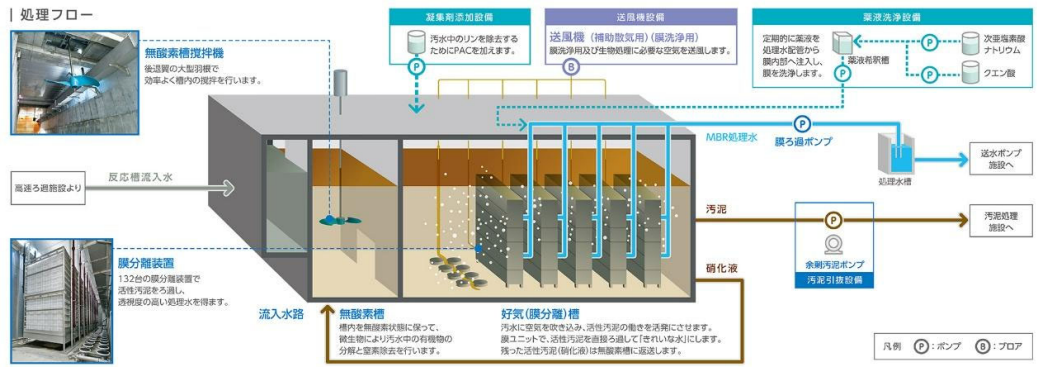 処理フロー
無酸素槽撹拌機
後退翼の大型羽根で
効率よく槽内の撹拌を行います。
凝集剤添加設備
汚水中のリンを除去する
ためにPACを加えます。
P
送風機設備
送風機（補助散気用）（膜洗浄用）
膜洗浄用及び生物処理に必要な空気を送風します。
B
薬液洗浄設備
定期的に薬液を
処理水配管から
膜内部へ注入し、
膜を洗浄します。
薬液希釈槽
P
P
次亜塩素酸
ナトリウム
P
クエン酸
MBR処理水
P
膜ろ過ポンプ
処理水槽
送水ポンプ
施設へ
高速ろ過施設より
反応槽流入水
汚泥
P
余剰汚泥ポンプ
汚泥引抜設備
汚泥処理
施設へ
硝化液
膜分離装置
132台の膜分離装置で
活性汚泥をろ過し、
透視度の高い処理水を得ます。
流入水路
無酸素槽
槽内を無酸素状態に保って、
微生物により汚水中の有機物の
分解と窒素除去を行います。
好気（膜分離）槽
汚水に空気を吹き込み、活性汚泥の働きを活発にさせます。
膜ユニットで、活性汚泥を直接ろ過して「きれいな水」にします。
残った活性汚泥（硝化液）は無酸素槽に返送します。
凡例 P：ポンプ B：ブロア